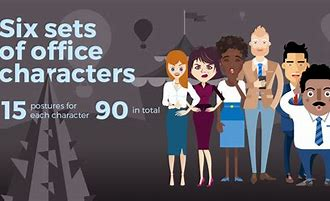 Six sets
of office
characters
15 postures for
each character 90 in total